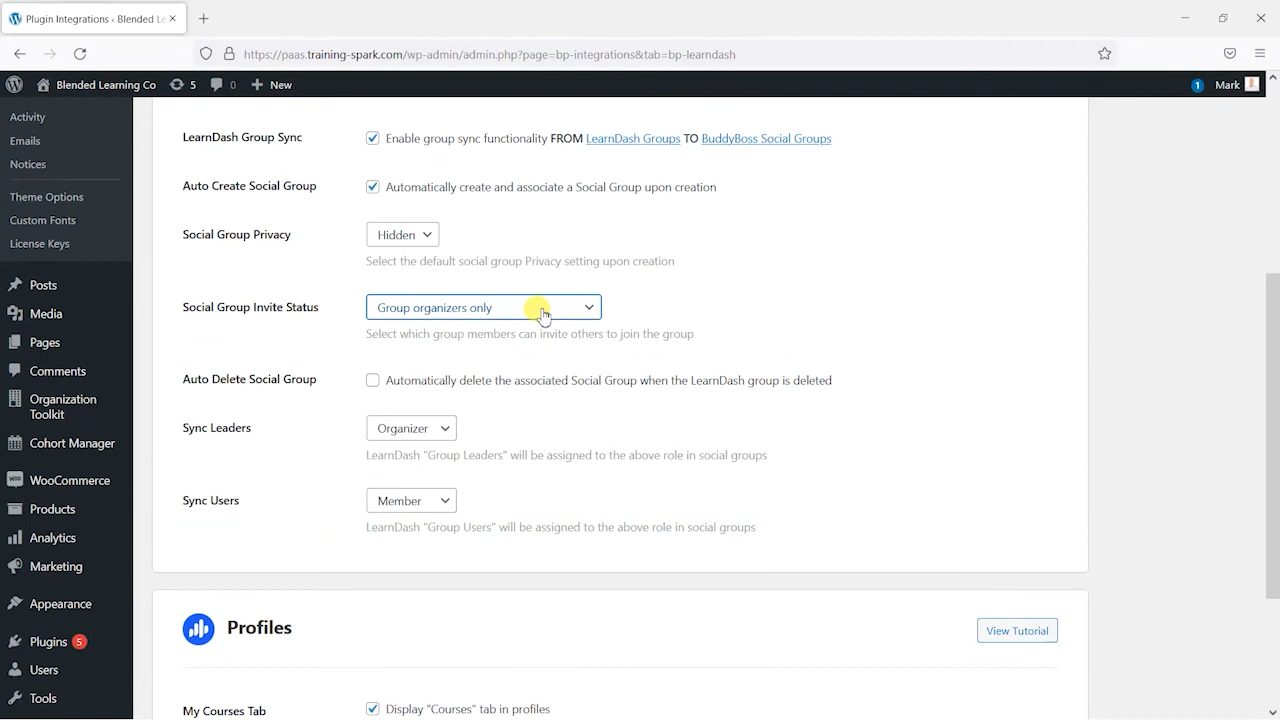 Plugin Integrations ‹ Blended Le
https://paas.training-spark.com/wp-admin/admin.php?page=bp-integrations&tab=bp-learndash
Blended Learning Co 5 0 New 1 Mark
Activity
Emails
Notices
Theme Options
Custom Fonts
License Keys
Posts
Media
Pages
Comments
Organization
Toolkit
Cohort Manager
WooCommerce
Products
Analytics
Marketing
Appearance
Plugins 5
Users
Tools
LearnDash Group Sync Enable group sync functionality FROM LearnDash Groups TO BuddyBoss Social Groups
Auto Create Social Group Automatically create and associate a Social Group upon creation
Social Group Privacy Hidden
Select the default social group Privacy setting upon creation
Social Group Invite Status Group organizers only
Select which group members can invite others to join the group
Auto Delete Social Group Automatically delete the associated Social Group when the LearnDash group is deleted
Sync Leaders Organizer
LearnDash "Group Leaders" will be assigned to the above role in social groups
Sync Users Member
LearnDash "Group Users" will be assigned to the above role in social groups
Profiles View Tutorial
My Courses Tab Display "Courses" tab in profiles